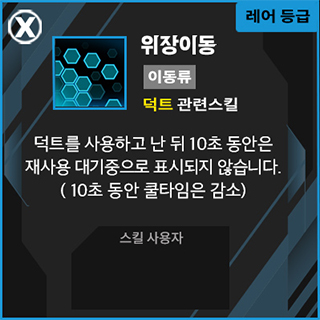 X
레어 등급
위장이동
이동류
덕트 관련스킬
덕트를 사용하고 난 뒤 10초 동안은
재사용 대기중으로 표시되지 않습니다.
( 10초 동안 쿨타임은 감소)
스킬 사용자